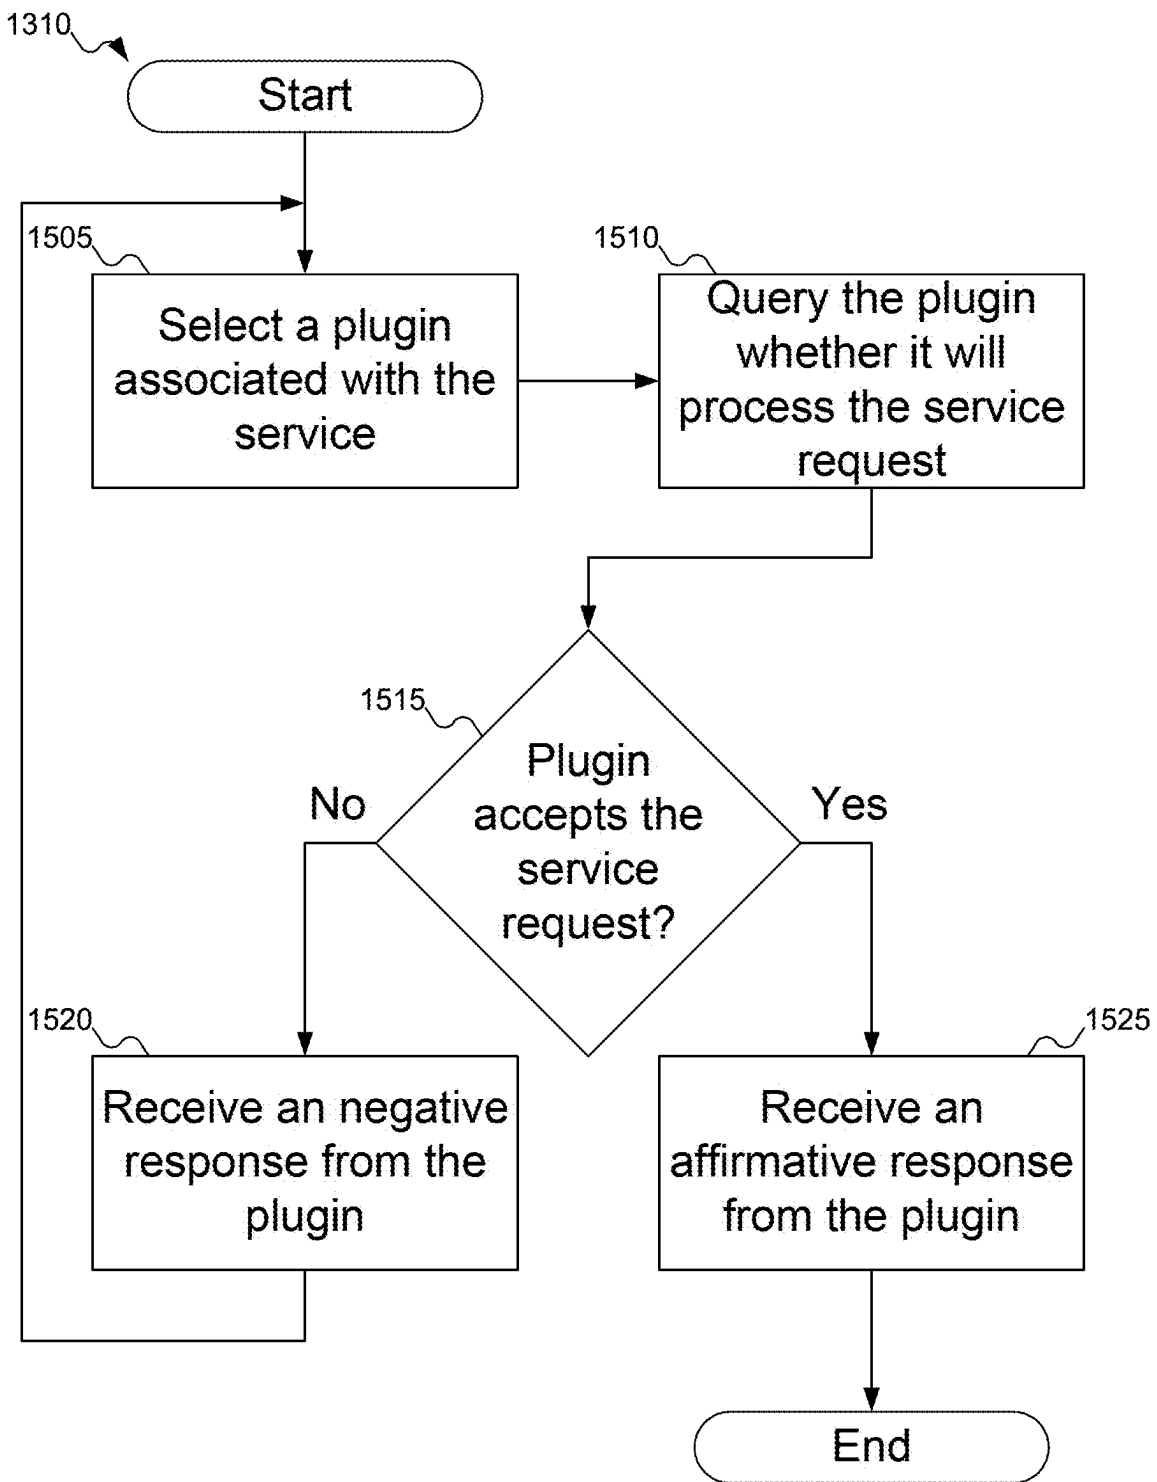 1310
Start
1505
Select a plugin
associated with the
service
1510
Query the plugin
whether it will
process the service
request
1515
Plugin
accepts the
service
request?
No
Yes
1520
Receive an negative
response from the
plugin
1525
Receive an
affirmative response
from the plugin
End